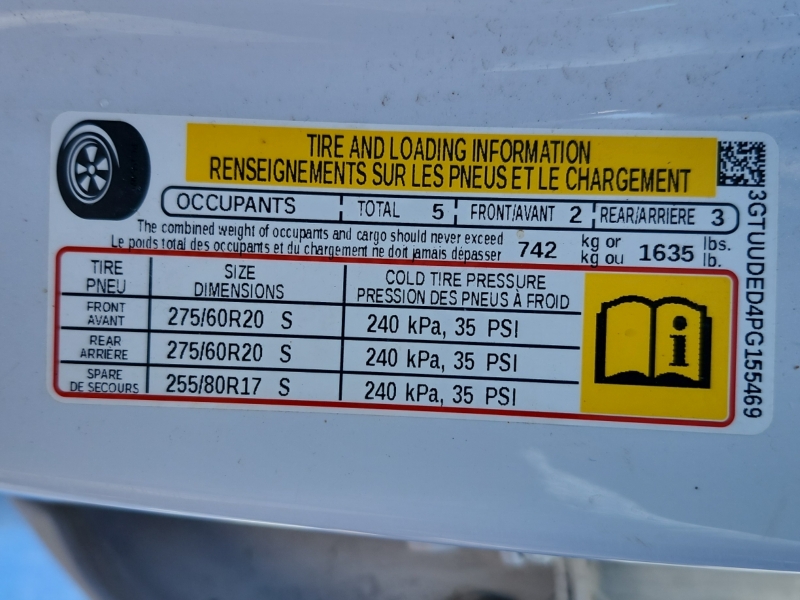 TIRE AND LOADING INFORMATION
RENSEIGNEMENTS SUR LES PNEUS ET LE CHARGEMENT
OCCUPANTS TOTAL 5 FRONT/AVANT 2 REAR/ARRIÈRE 3
The combined weight of occupants and cargo should never exceed 742 kg or 1635 lbs.
Le poids total des occupants et du chargement ne doit jamais dépasser kg ou lb.
TIRE SIZE COLD TIRE PRESSURE
PNEU DIMENSIONS PRESSION DES PNEUS À FROID
FRONT
AVANT 275/60R20 S 240 kPa, 35 PSI
REAR
ARRIÈRE 275/60R20 S 240 kPa, 35 PSI
SPARE
DE SECOURS 255/80R17 S 240 kPa, 35 PSI
3GTUUDED4PG155469